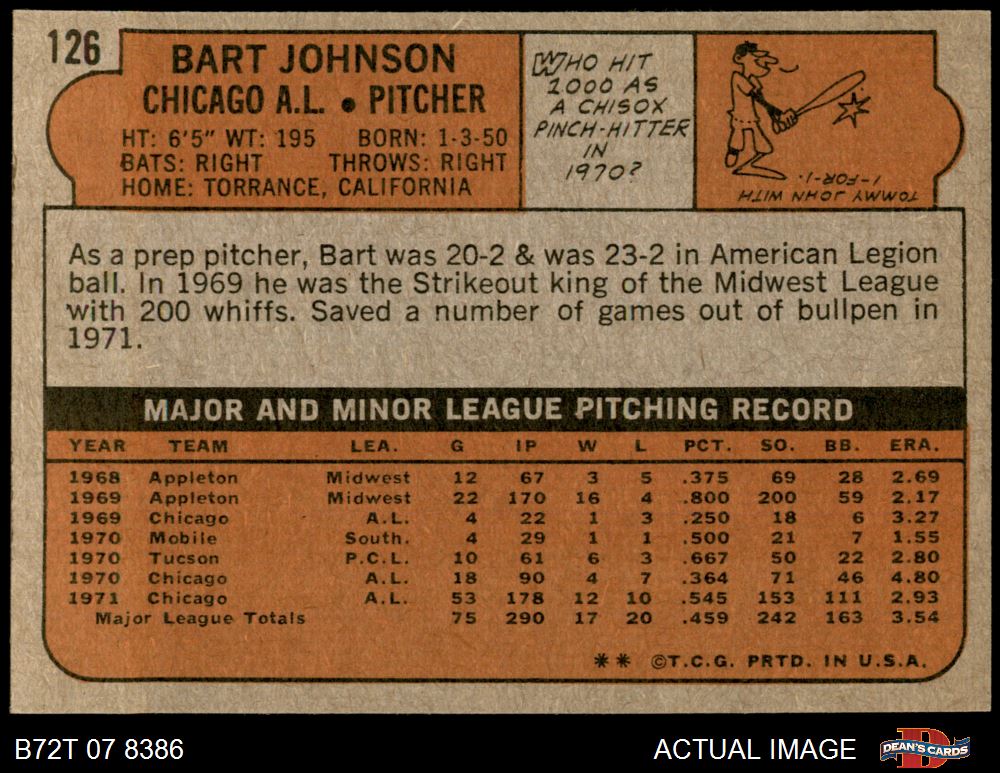 126
BART JOHNSON
CHICAGO A.L. • PITCHER
HT: 6'5" WT: 195 BORN: 1-3-50
BATS: RIGHT THROWS: RIGHT
HOME: TORRANCE, CALIFORNIA
WHO HIT
1000 AS
A CHISOX
PINCH-HITTER
IN
1970?
TOMMY JOHN WITH
1-FOR-1.
As a prep pitcher, Bart was 20-2 & was 23-2 in American Legion
ball. In 1969 he was the Strikeout king of the Midwest League
with 200 whiffs. Saved a number of games out of bullpen in
1971.
MAJOR AND MINOR LEAGUE PITCHING RECORD
YEAR TEAM LEA. G IP W L PCT. SO. BB. ERA.
1968 Appleton Midwest 12 67 3 5 .375 69 28 2.69
1969 Appleton Midwest 22 170 16 4 .800 200 59 2.17
1969 Chicago A.L. 4 22 1 3 .250 18 6 3.27
1970 Mobile South. 4 29 1 1 .500 21 7 1.55
1970 Tucson P.C.L. 10 61 6 3 .667 50 22 2.80
1970 Chicago A.L. 18 90 4 7 .364 71 46 4.80
1971 Chicago A.L. 53 178 12 10 .545 153 111 2.93
Major League Totals 75 290 17 20 .459 242 163 3.54
** ©T.C.G. PRTD. IN U.S.A.
B72T 07 8386
ACTUAL IMAGE
DEAN'S CARDS